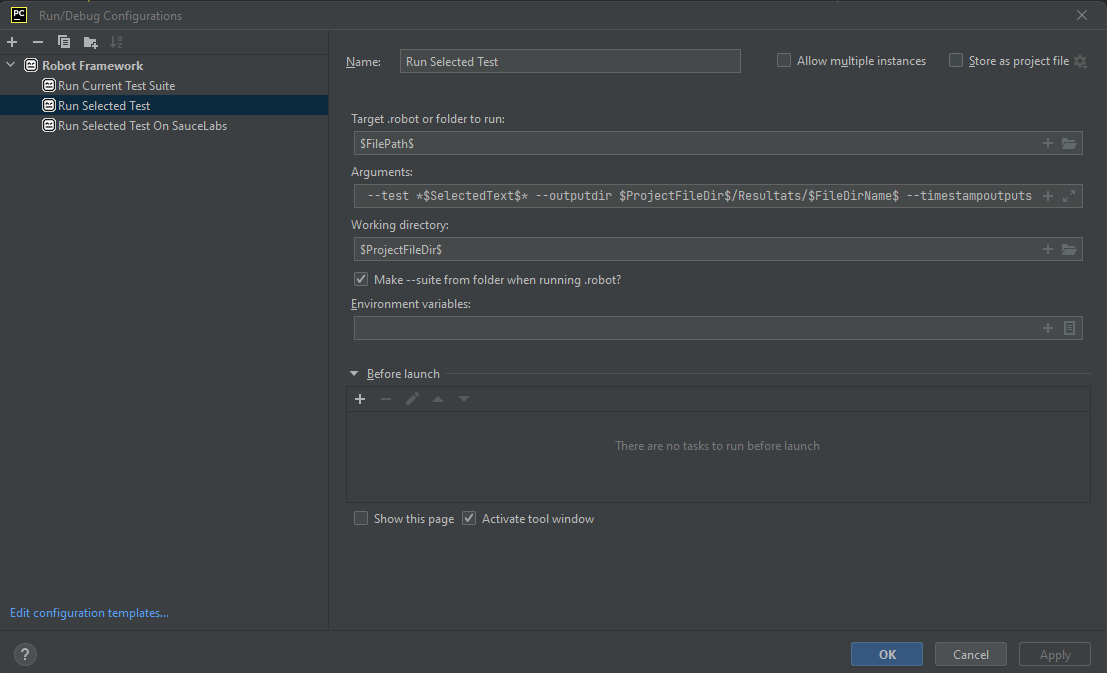 PC Run/Debug Configurations
Robot Framework
Run Current Test Suite
Run Selected Test
Run Selected Test On SauceLabs
Edit configuration templates...
Name: Run Selected Test Allow multiple instances Store as project file
Target .robot or folder to run:
$FilePath$
Arguments:
--test *$SelectedText$* --outputdir $ProjectFileDir$/Resultats/$FileDirName$ --timestampoutputs
Working directory:
$ProjectFileDir$
Make --suite from folder when running .robot?
Environment variables:
Before launch
There are no tasks to run before launch
Show this page Activate tool window
? OK Cancel Apply